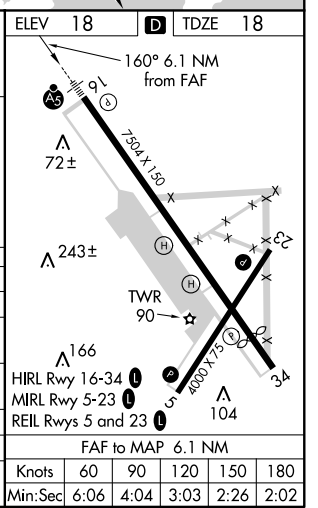 ELEV 18 D TDZE 18
160° 6.1 NM
from FAF
A5
16
P
7504 X 150
72±
243±
H
H
23
P
TWR
90
P
166
P
4000 X 75
5
34
104
HIRL Rwy 16-34 L
MIRL Rwy 5-23 L
REIL Rwys 5 and 23 L
FAF to MAP 6.1 NM
Knots 60 90 120 150 180
Min:Sec 6:06 4:04 3:03 2:26 2:02